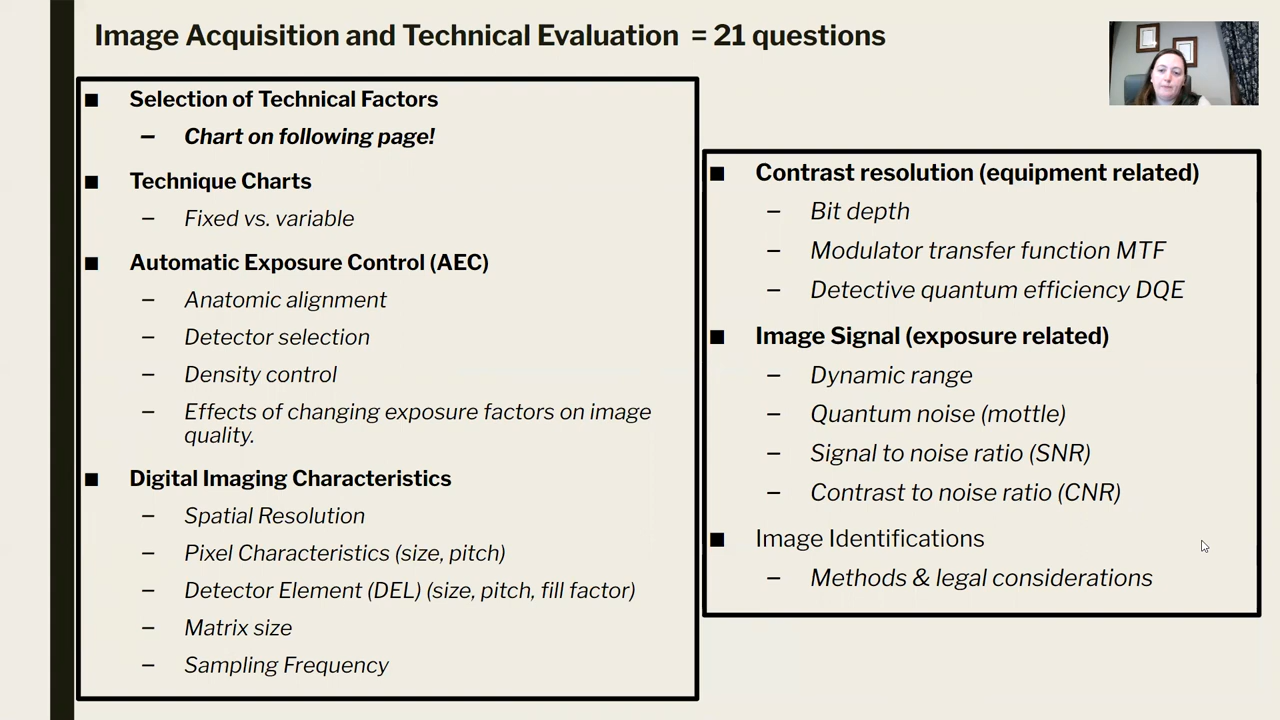 Image Acquisition and Technical Evaluation = 21 questions
■ Selection of Technical Factors
– Chart on following page!
■ Technique Charts
– Fixed vs. variable
■ Automatic Exposure Control (AEC)
– Anatomic alignment
– Detector selection
– Density control
– Effects of changing exposure factors on image
quality.
■ Digital Imaging Characteristics
– Spatial Resolution
– Pixel Characteristics (size, pitch)
– Detector Element (DEL) (size, pitch, fill factor)
– Matrix size
– Sampling Frequency
■ Contrast resolution (equipment related)
– Bit depth
– Modulator transfer function MTF
– Detective quantum efficiency DQE
■ Image Signal (exposure related)
– Dynamic range
– Quantum noise (mottle)
– Signal to noise ratio (SNR)
– Contrast to noise ratio (CNR)
■ Image Identifications
– Methods & legal considerations